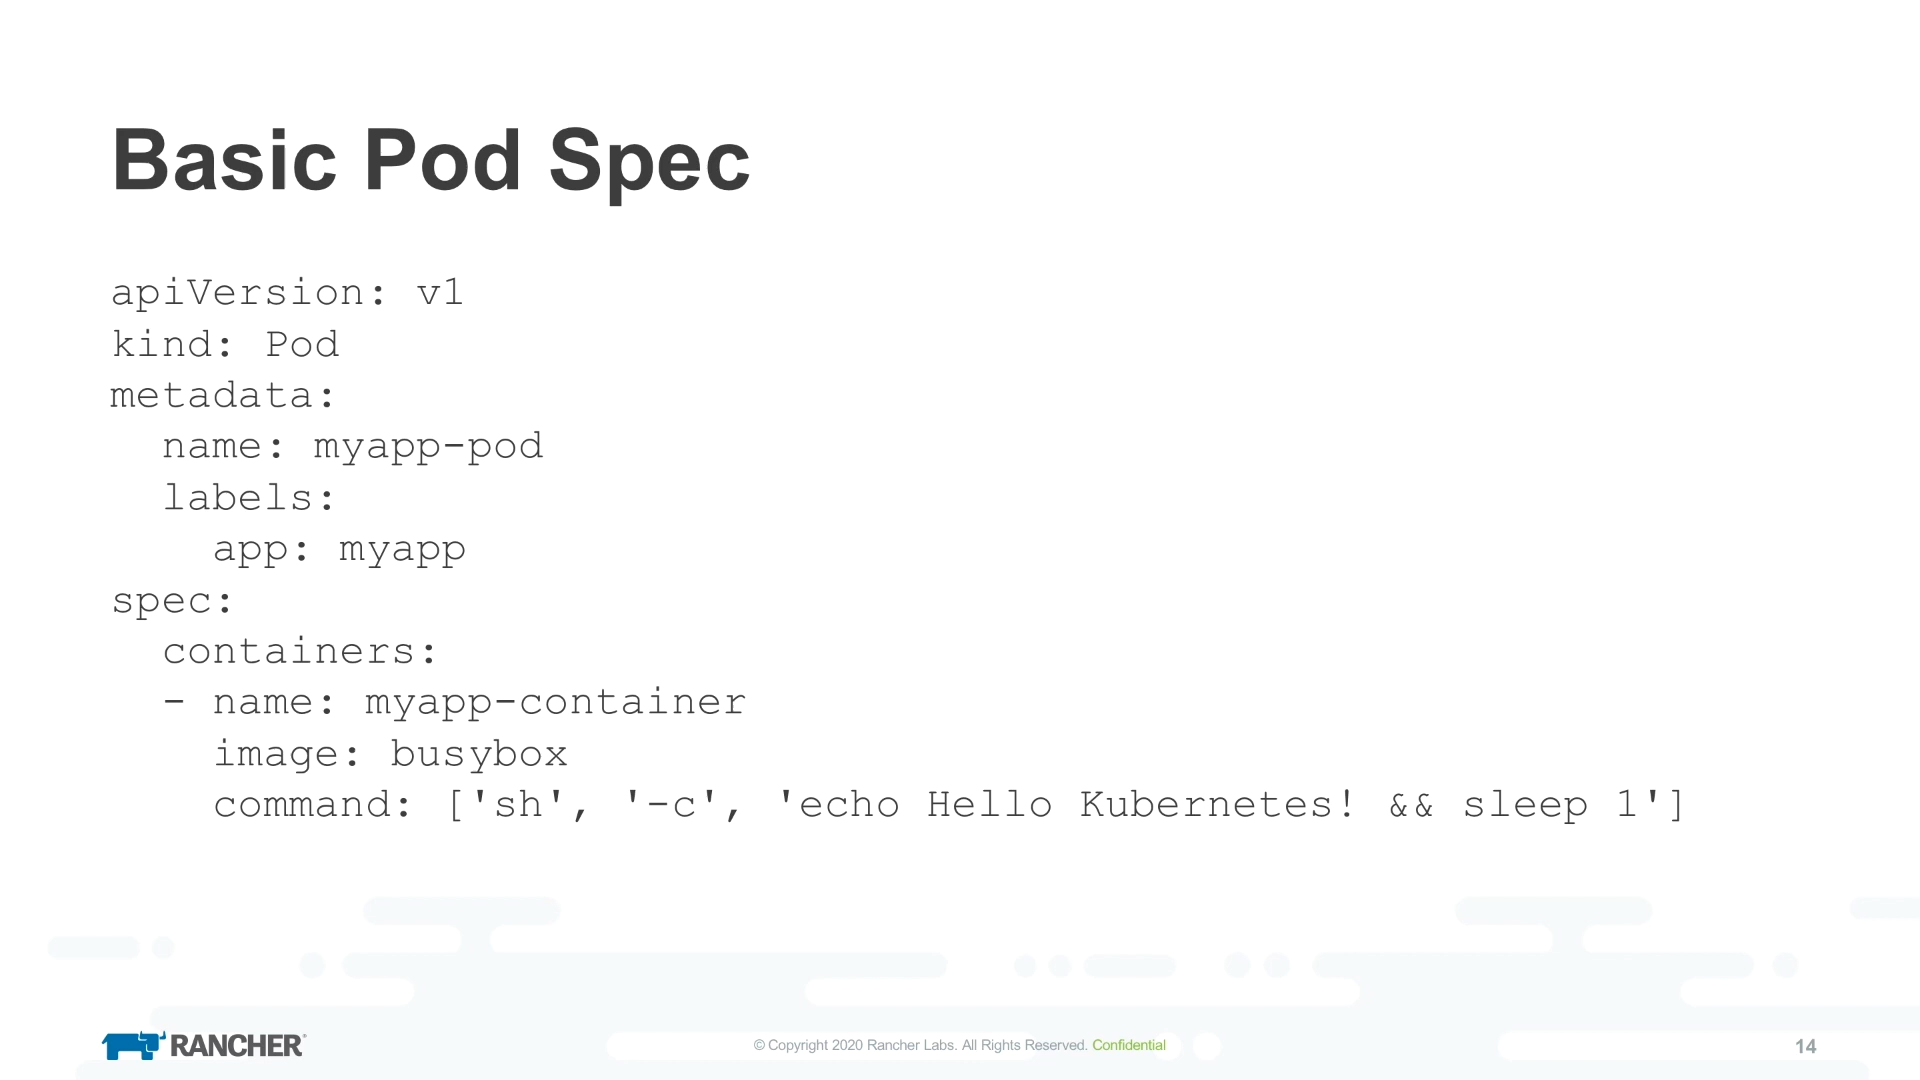 Basic Pod Spec
apiVersion: v1
kind: Pod
metadata:
  name: myapp-pod
  labels:
    app: myapp
spec:
  containers:
  - name: myapp-container
    image: busybox
    command: ['sh', '-c', 'echo Hello Kubernetes! && sleep 1']
RANCHER®
© Copyright 2020 Rancher Labs. All Rights Reserved. Confidential
14